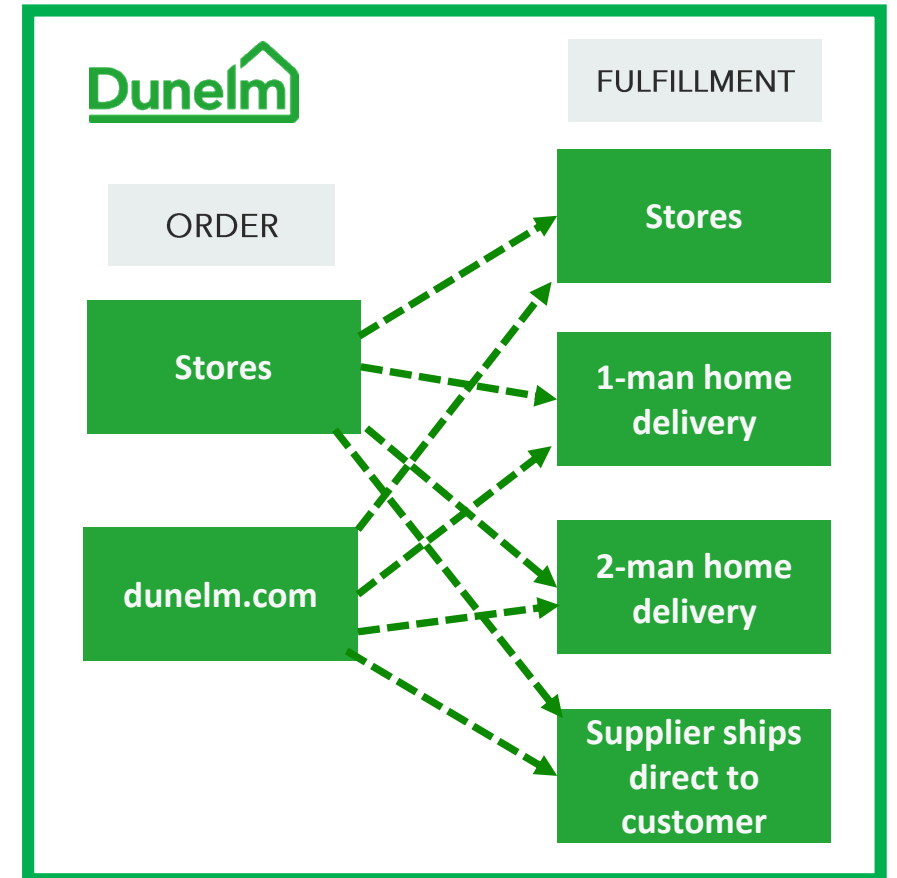 Dunelm
FULFILLMENT
ORDER
Stores
dunelm.com
Stores
1-man home
delivery
2-man home
delivery
Supplier ships
direct to
customer